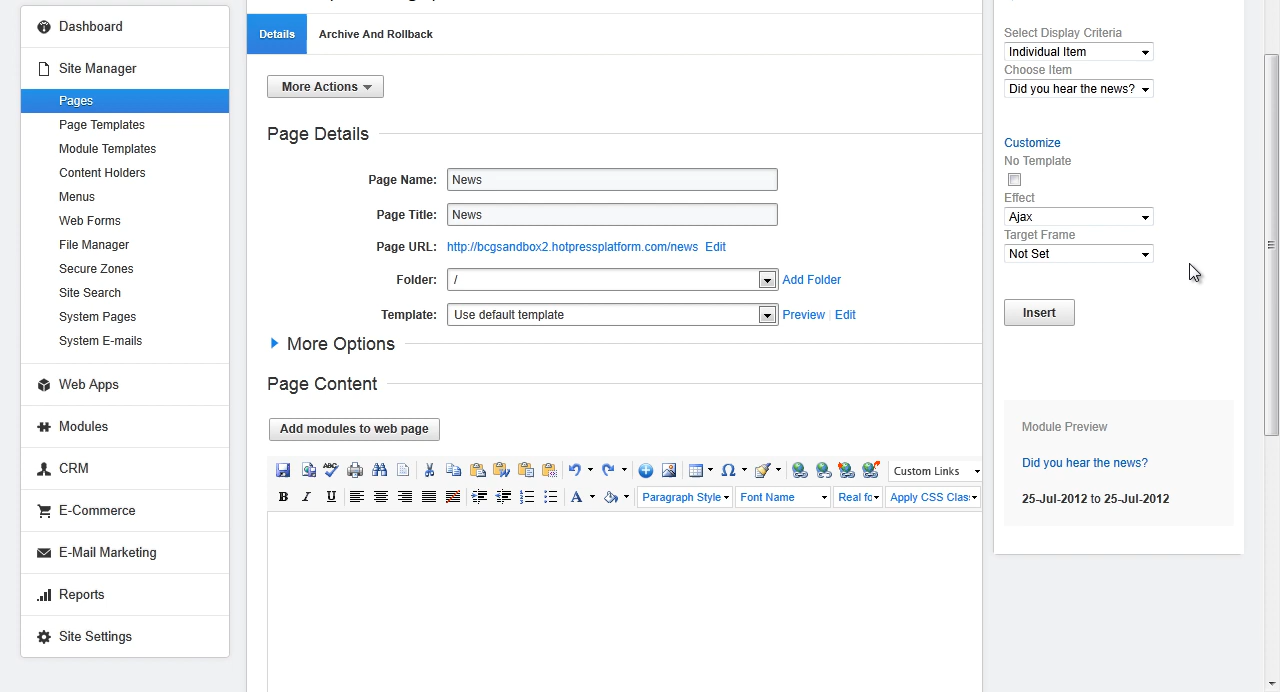 Dashboard
Site Manager
Pages
Page Templates
Module Templates
Content Holders
Menus
Web Forms
File Manager
Secure Zones
Site Search
System Pages
System E-mails
Web Apps
Modules
CRM
E-Commerce
E-Mail Marketing
Reports
Site Settings
Details
Archive And Rollback
More Actions
Page Details
Page Name: News
Page Title: News
Page URL: http://bcgsandbox2.hotpressplatform.com/news Edit
Folder: / Add Folder
Template: Use default template Preview Edit
More Options
Page Content
Add modules to web page
Custom Links
Paragraph Style Font Name Real fo Apply CSS Clas
Select Display Criteria
Individual Item
Choose Item
Did you hear the news?
Customize
No Template
Effect
Ajax
Target Frame
Not Set
Insert
Module Preview
Did you hear the news?
25-Jul-2012 to 25-Jul-2012